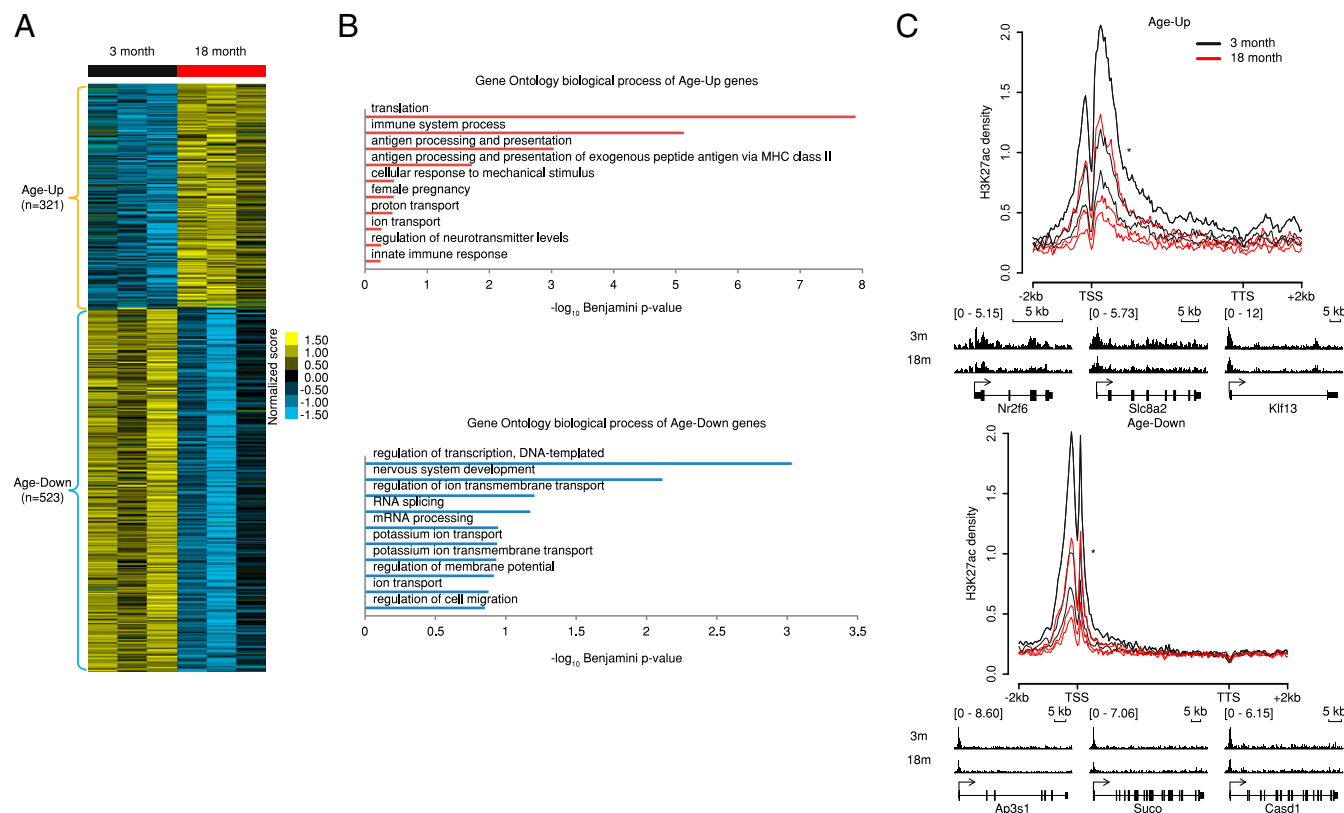 A
3 month
18 month
Age-Up
(n=321)
Age-Down
(n=523)
Normalized score
1.50
1.00
0.50
0.00
-0.50
-1.00
-1.50
B
Gene Ontology biological process of Age-Up genes
translation
immune system process
antigen processing and presentation
antigen processing and presentation of exogenous peptide antigen via MHC class II
cellular response to mechanical stimulus
female pregnancy
proton transport
ion transport
regulation of neurotransmitter levels
innate immune response
0 1 2 3 4 5 6 7 8
-log10 Benjamini p-value
Gene Ontology biological process of Age-Down genes
regulation of transcription, DNA-templated
nervous system development
regulation of ion transmembrane transport
RNA splicing
mRNA processing
potassium ion transport
potassium ion transmembrane transport
regulation of membrane potential
ion transport
regulation of cell migration
0 0.5 1 1.5 2 2.5 3 3.5
-log10 Benjamini p-value
C
Age-Up
3 month
18 month
H3K27ac density
2.0
1.5
1.0
0.5
0.0
*
-2kb TSS TTS +2kb
[0 - 5.15] 5 kb [0 - 5.73] 5 kb [0 - 12] 5 kb
3m
18m
Nr2f6 Slc8a2 Klf13
Age-Down
H3K27ac density
2.0
1.5
1.0
0.5
0.0
*
-2kb TSS TTS +2kb
[0 - 8.60] 5 kb [0 - 7.06] 5 kb [0 - 6.15] 5 kb
3m
18m
Ap3s1 Suco Casd1